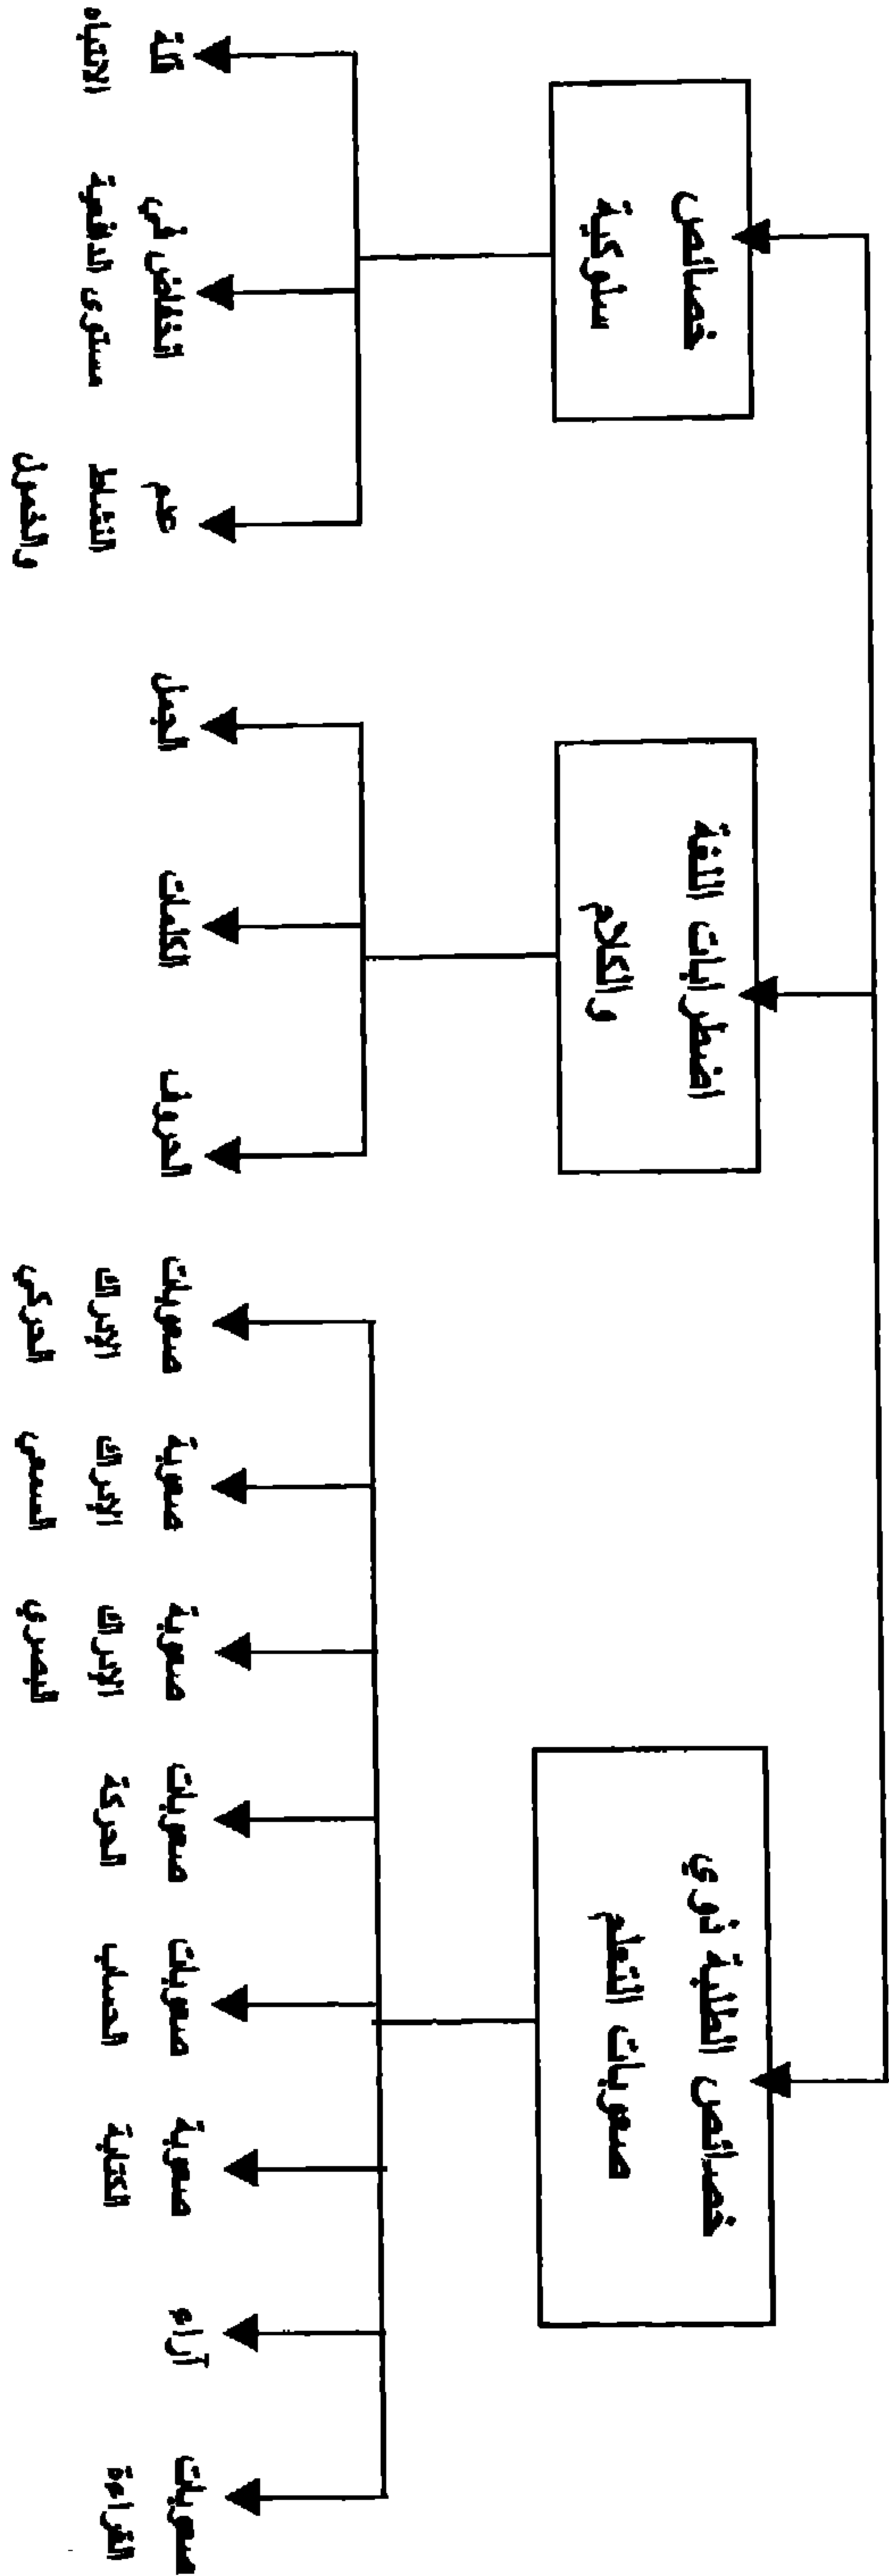 خصائص الطلبة ذوي
صعوبات التعلم
اضطرابات اللغة
والكلام
خصائص
سلوكية
صعوبات
القراءة
آراء
صعوبة
الكتابة
صعوبات
الحساب
صعوبات
الحركة
صعوبة
الإدراك
البصري
صعوبة
الإدراك
السمعي
صعوبات
الإدراك
الحركي
الحروف
الكلمات
الجمل
عدم
النشاط
والخمول
انخفاض في
مستوى الدافعية
قلة
الانتباه